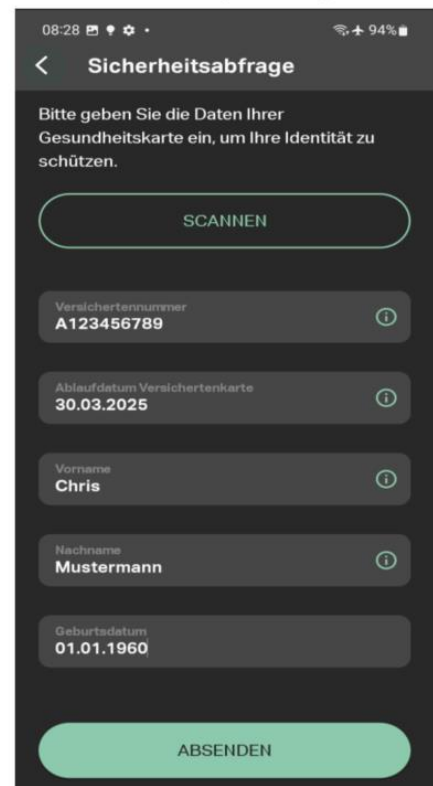 08:28 94%
Sicherheitsabfrage
Bitte geben Sie die Daten Ihrer
Gesundheitskarte ein, um Ihre Identität zu
schützen.
SCANNEN
Versichertennummer
A123456789
Ablaufdatum Versichertenkarte
30.03.2025
Vorname
Chris
Nachname
Mustermann
Geburtsdatum
01.01.1960
ABSENDEN